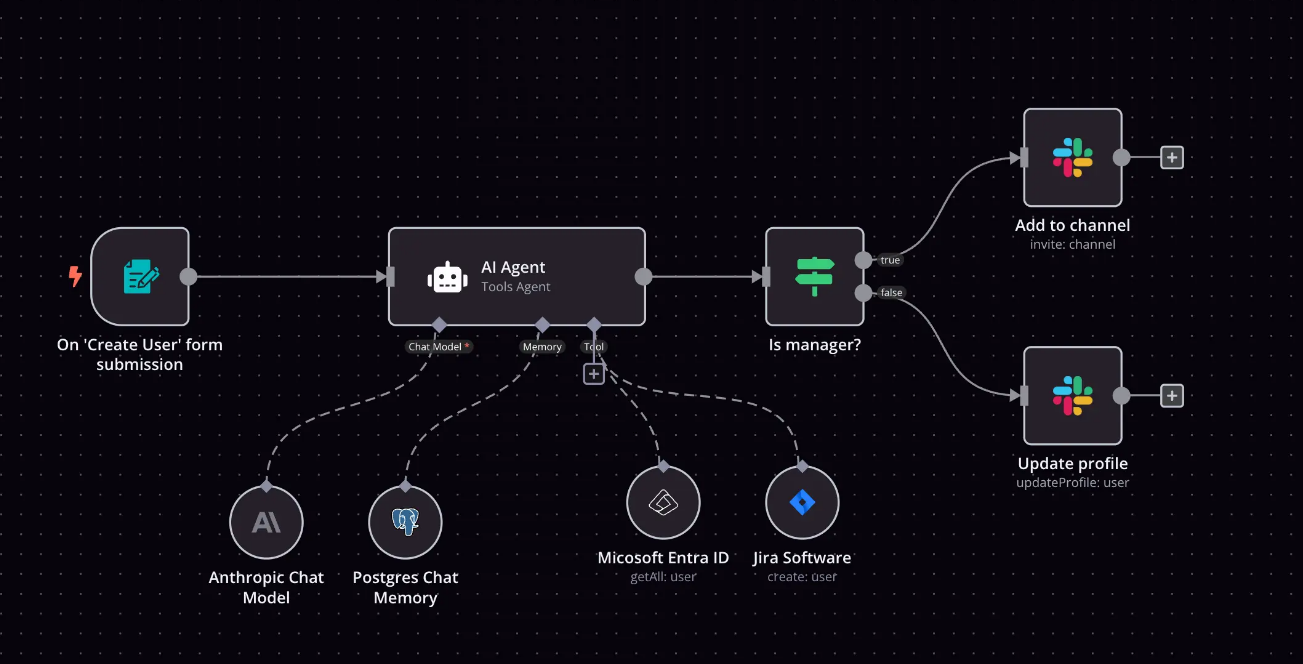 On 'Create User' form
submission
AI Agent
Tools Agent
Chat Model *
Memory
Tool
Anthropic Chat
Model
Postgres Chat
Memory
Micosoft Entra ID
getAll: user
Jira Software
create: user
Is manager?
true
false
Add to channel
invite: channel
Update profile
updateProfile: user